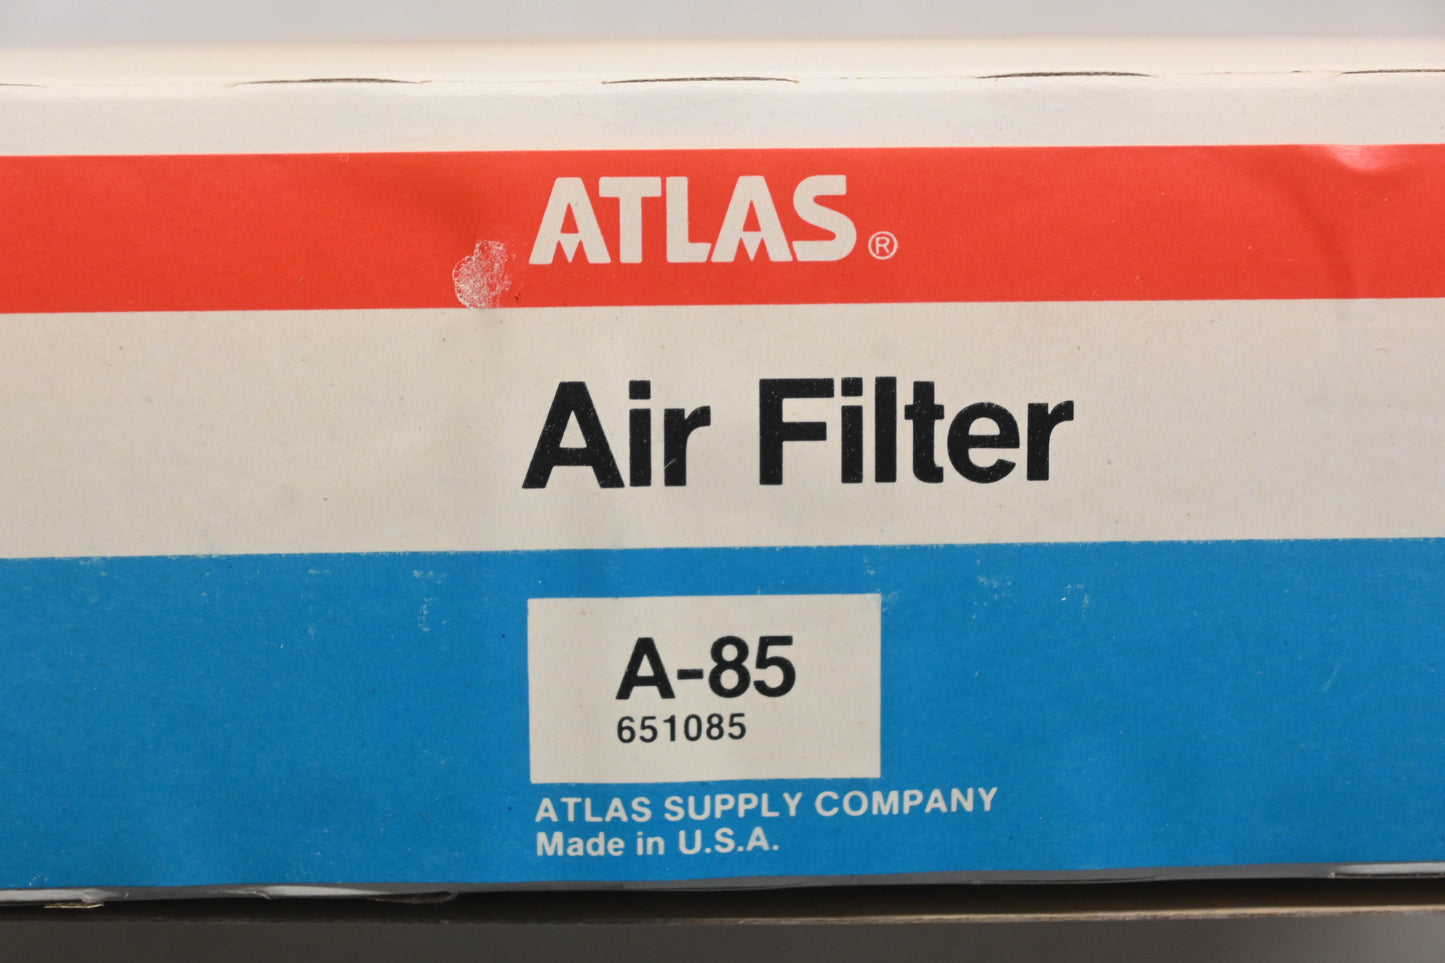 ATLAS®
Air Filter
A-85
651085
ATLAS SUPPLY COMPANY
Made in U.S.A.